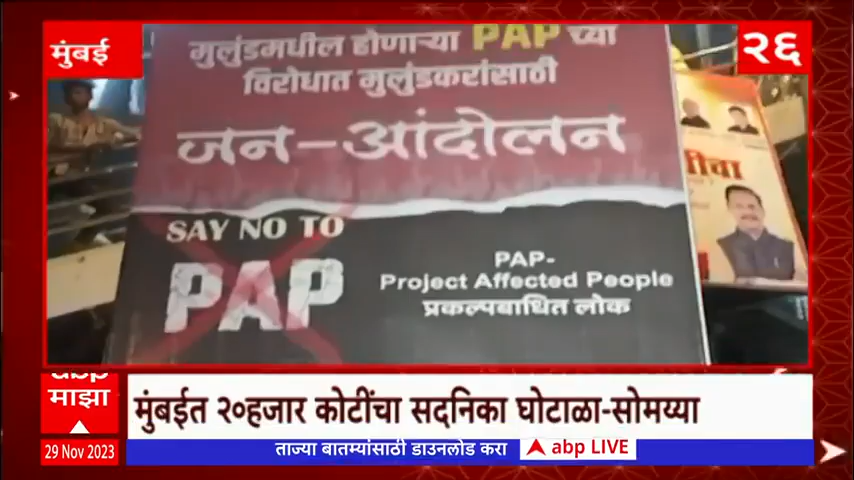 मुंबई
२६
मुलुंडमधील होणाऱ्या PAP च्या
विरोधात मुलुंडकरांसाठी
जन-आंदोलन
SAY NO TO
PAP
PAP-
Project Affected People
प्रकल्पबाधित लोक
abp
माझा
मुंबईत २०हजार कोटींचा सदनिका घोटाळा-सोमय्या
29 Nov 2023
ताज्या बातम्यांसाठी डाउनलोड करा
abp LIVE